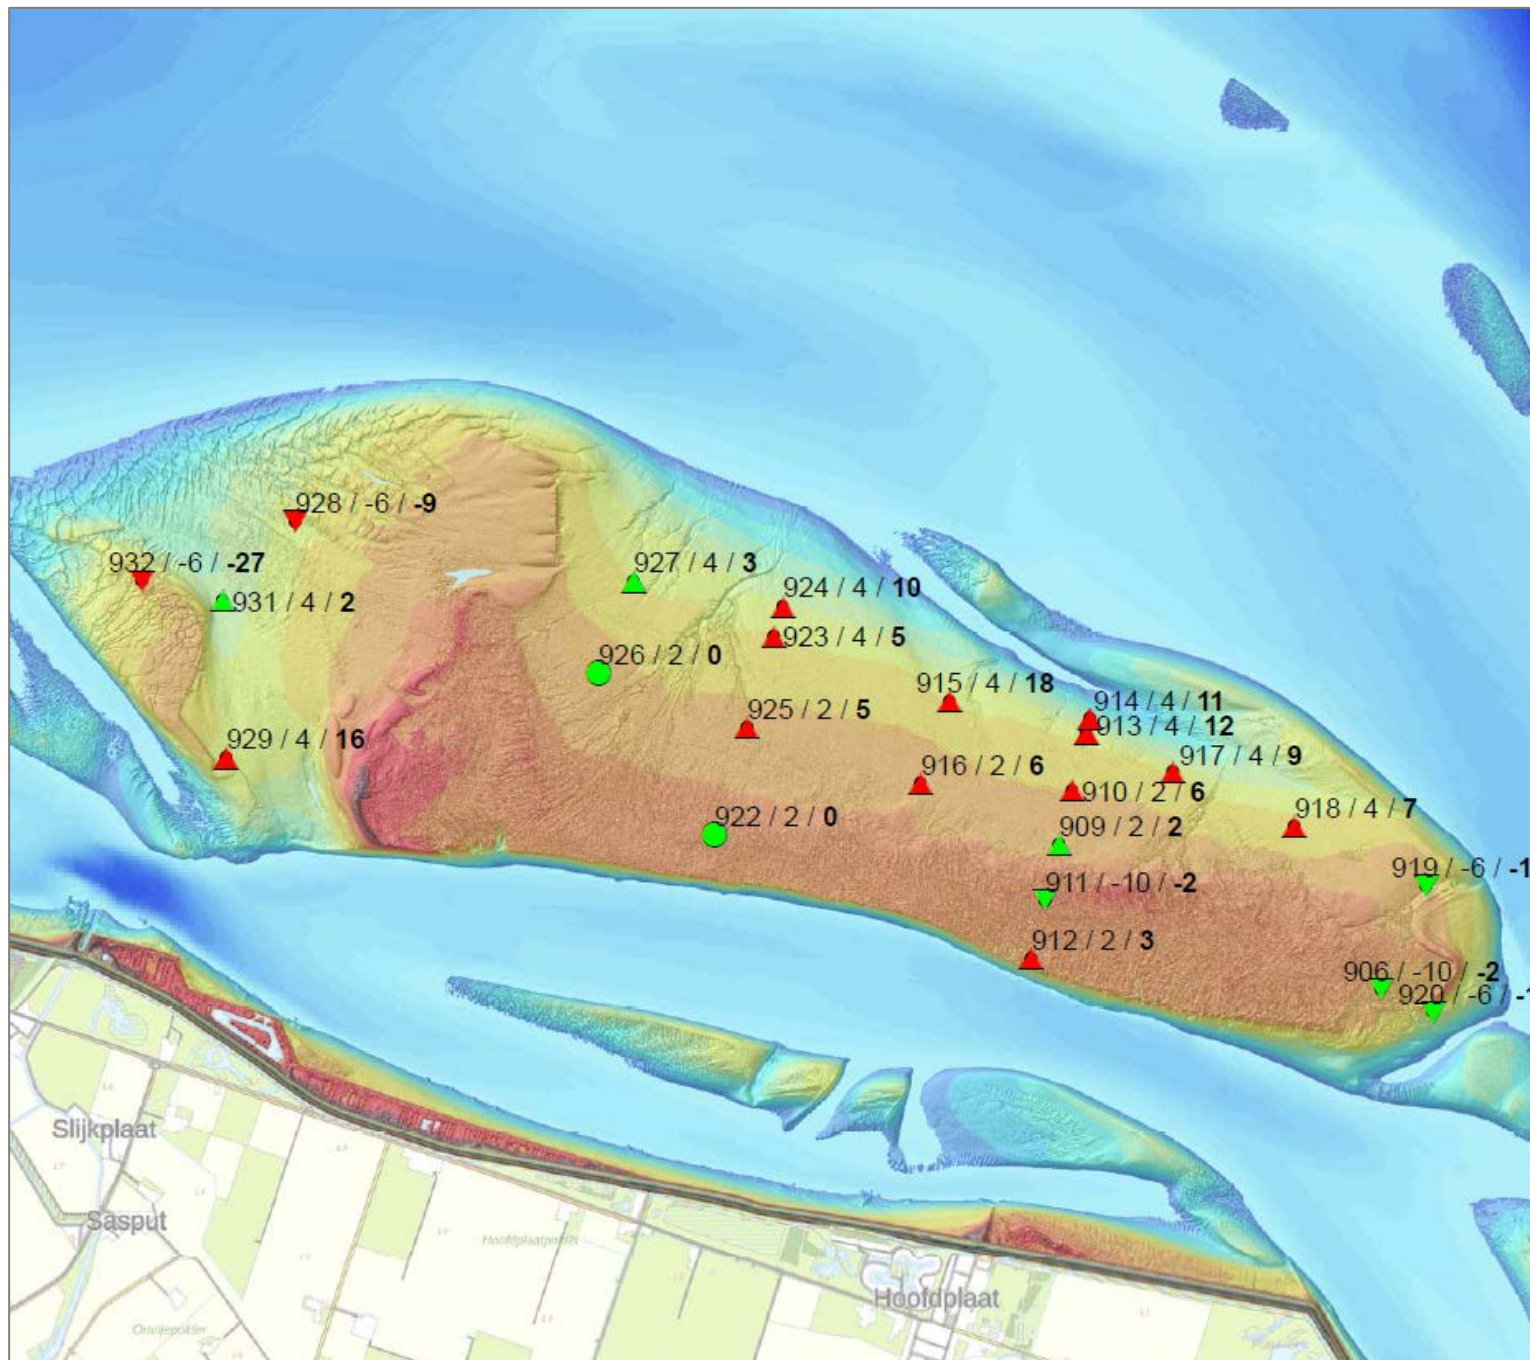 928 / -6 / -9
932 / -6 / -27
931 / 4 / 2
927 / 4 / 3
924 / 4 / 10
923 / 4 / 5
926 / 2 / 0
925 / 2 / 5
915 / 4 / 18
914 / 4 / 11
913 / 4 / 12
929 / 4 / 16
916 / 2 / 6
917 / 4 / 9
910 / 2 / 6
922 / 2 / 0
909 / 2 / 2
918 / 4 / 7
919 / -6 / -1
911 / -10 / -2
912 / 2 / 3
906 / -10 / -2
920 / -6 / -1
Slijkplaat
Sasput
Hoofdplaatpolder
Hoofdplaat
Oranjepolder